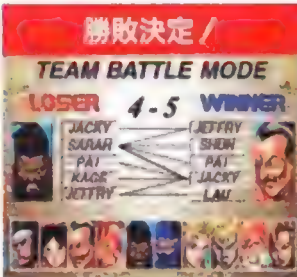 勝敗決定!
TEAM BATTLE MODE
LOSER 4-5 WINNER
JACKY JEFFRY
SARAH SHUN
PAI PAI
KAGE JACKY
JEFFRY LAU